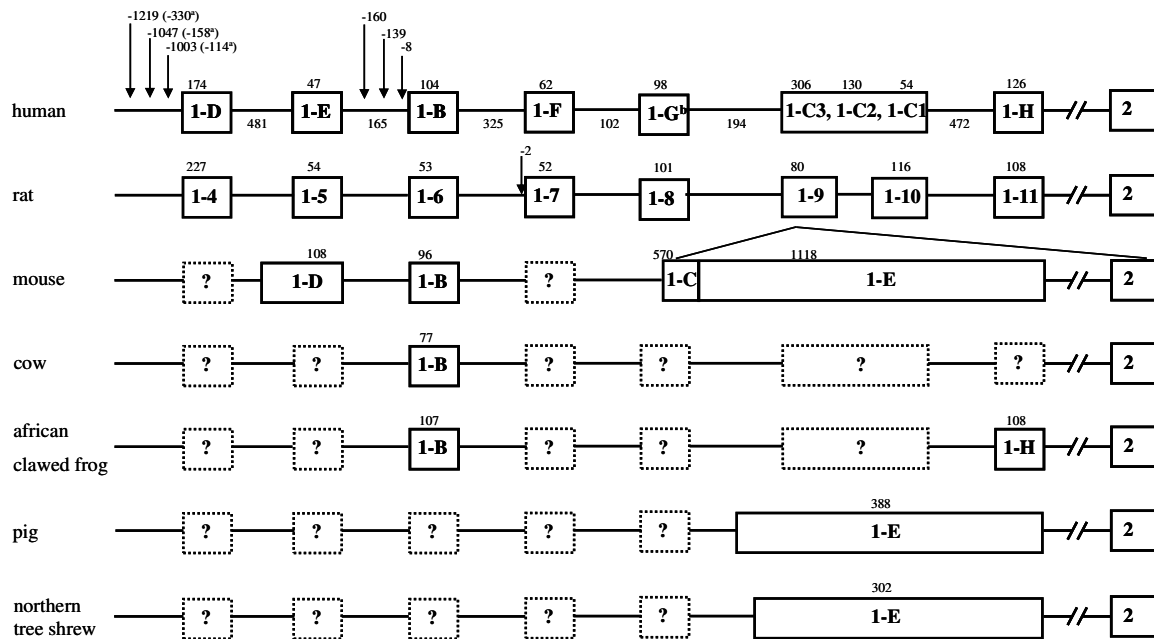 -1219 (-330ᵃ)
-1047 (-158ᵃ)
-1003 (-114ᵃ)
-160
-139
-8
174 47 104 62 98 306 130 54 126
human 1-D 1-E 1-B 1-F 1-Gᵇ 1-C3, 1-C2, 1-C1 1-H 2
481 165 325 102 194 472
-2
227 54 53 52 101 80 116 108
rat 1-4 1-5 1-6 1-7 1-8 1-9 1-10 1-11 2
108 96 570 1118
mouse ? 1-D 1-B ? 1-C 1-E 2
77
cow ? ? 1-B ? ? ? ? 2
107 108
african
clawed frog ? ? 1-B ? ? ? 1-H 2
388
pig ? ? ? ? ? 1-E 2
302
northern
tree shrew ? ? ? ? ? 1-E 2